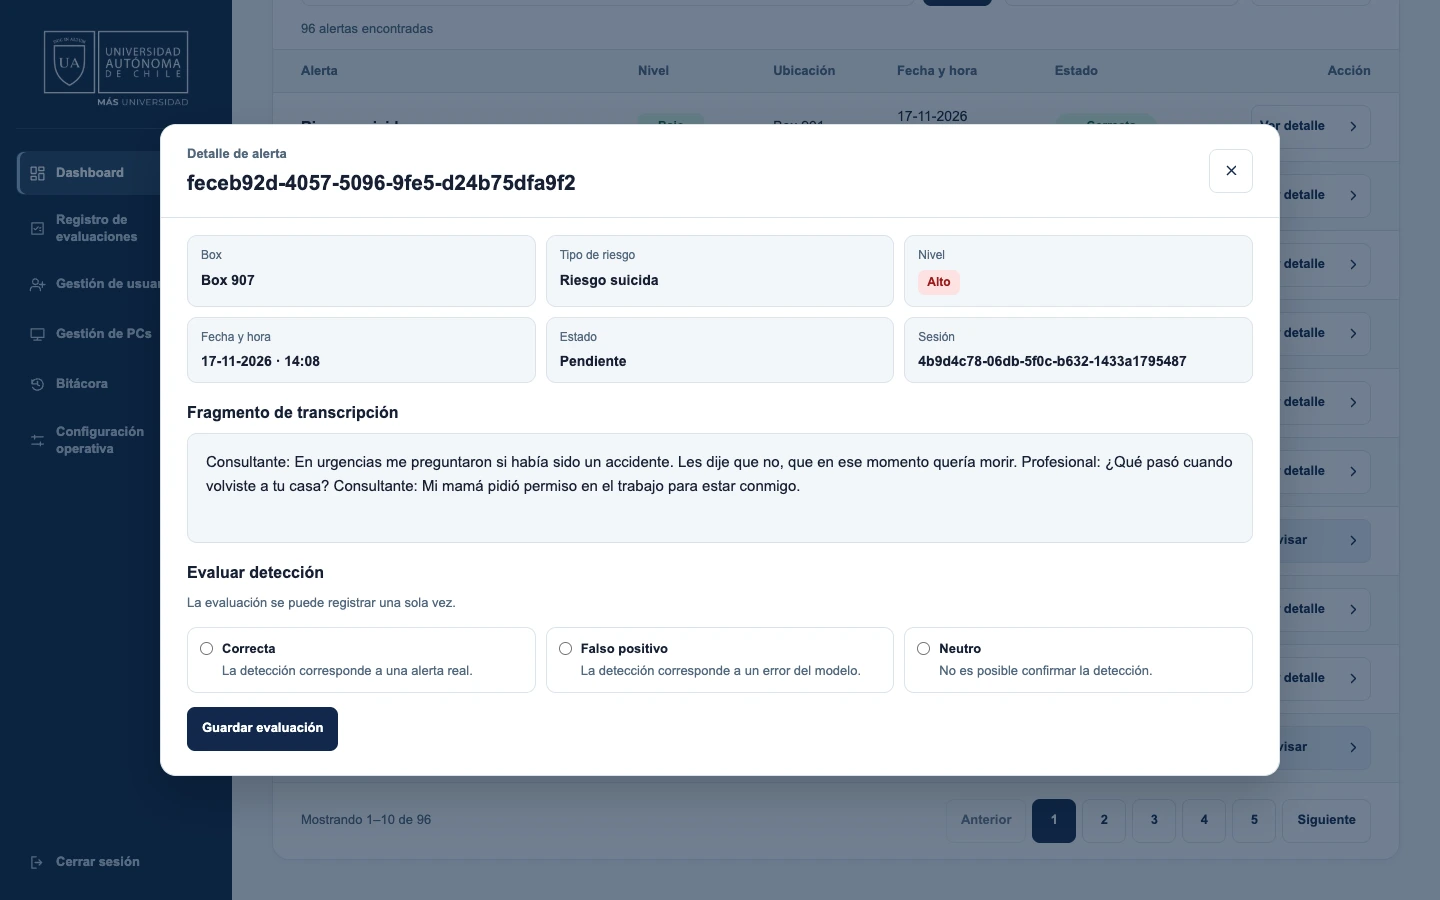 UNIVERSIDAD
AUTÓNOMA
DE CHILE
UA
MÁS UNIVERSIDAD
Dashboard
Registro de
evaluaciones
Gestión de usuar
Gestión de PCs
Bitácora
Configuración
operativa
Cerrar sesión
96 alertas encontradas
Alerta Nivel Ubicación Fecha y hora Estado Acción
17-11-2026
Ver detalle
detalle
detalle
detalle
detalle
detalle
visar
detalle
detalle
visar
Detalle de alerta
feceb92d-4057-5096-9fe5-d24b75dfa9f2
Box
Box 907
Tipo de riesgo
Riesgo suicida
Nivel
Alto
Fecha y hora
17-11-2026 · 14:08
Estado
Pendiente
Sesión
4b9d4c78-06db-5f0c-b632-1433a1795487
Fragmento de transcripción
Consultante: En urgencias me preguntaron si había sido un accidente. Les dije que no, que en ese momento quería morir. Profesional: ¿Qué pasó cuando
volviste a tu casa? Consultante: Mi mamá pidió permiso en el trabajo para estar conmigo.
Evaluar detección
La evaluación se puede registrar una sola vez.
Correcta
La detección corresponde a una alerta real.
Falso positivo
La detección corresponde a un error del modelo.
Neutro
No es posible confirmar la detección.
Guardar evaluación
Mostrando 1–10 de 96
Anterior 1 2 3 4 5 Siguiente